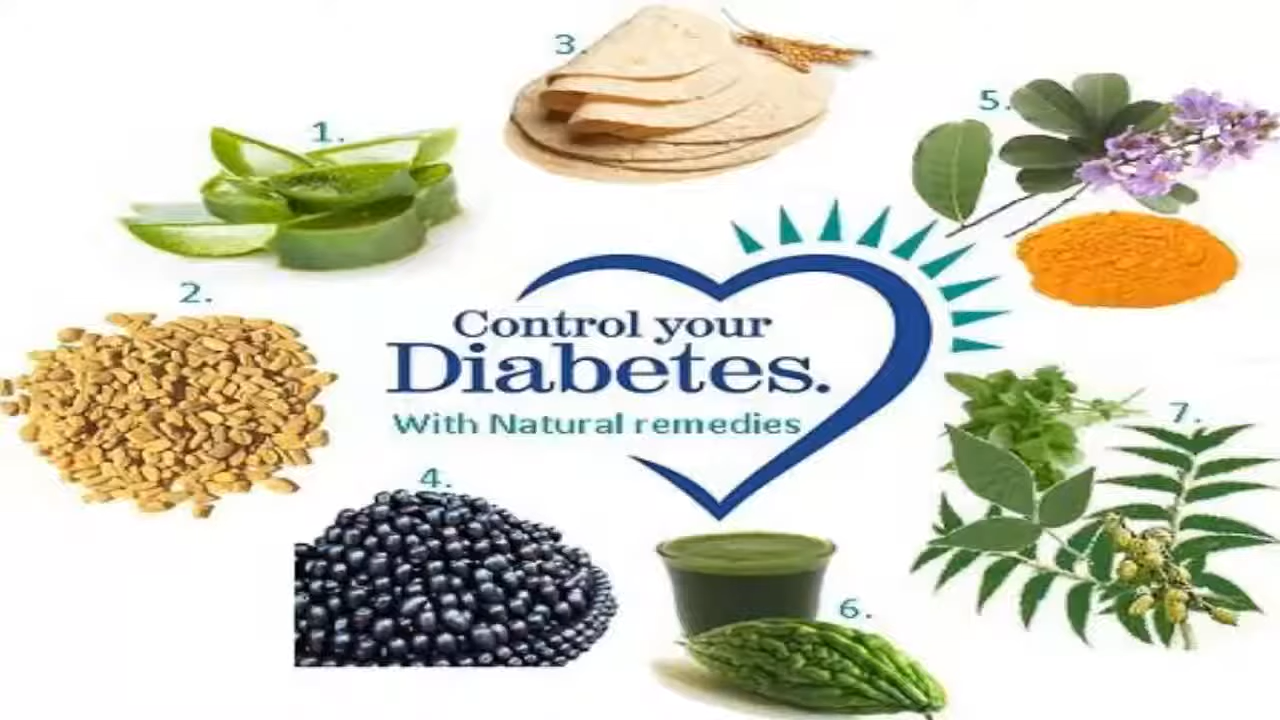 3.
5.
1.
2.
Control your
Diabetes.
With Natural remedies
7.
4.
6.